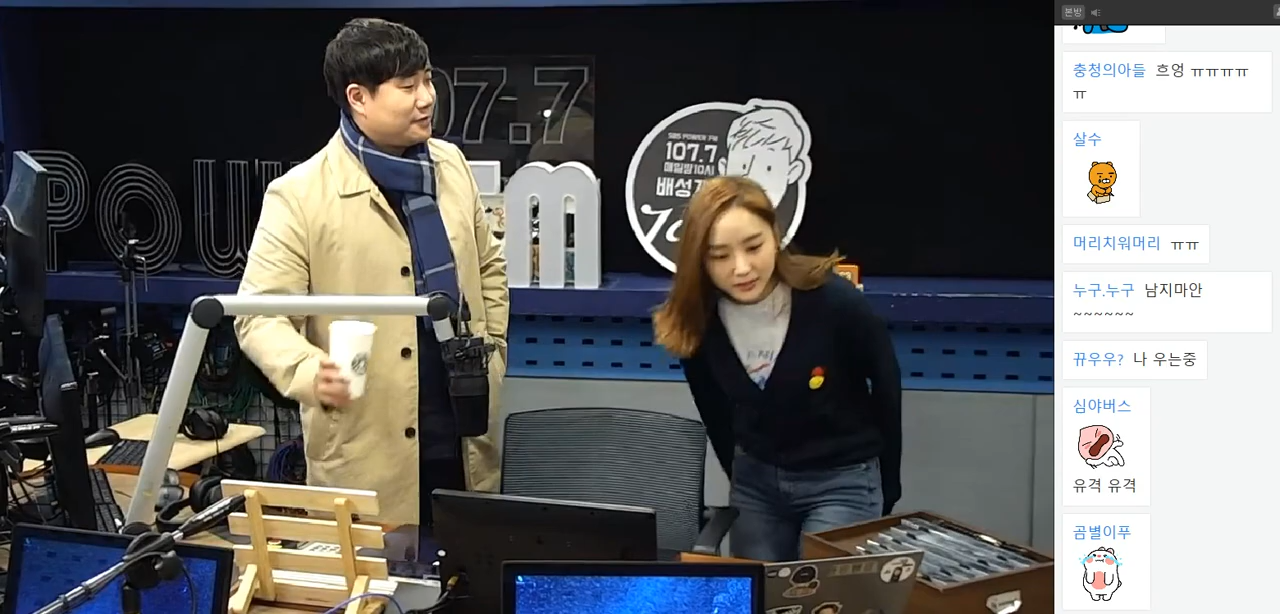 107.7
POWER FM
SBS POWER FM
107.7
매일밤 10시
본방
충청의아들 흐엉 ㅠㅠㅠㅠ
ㅠ
살수
머리치워머리 ㅠㅠ
누구.누구 남지마안
~~~~~~
뀨우우? 나 우는중
심야버스
유격 유격
곰별이푸